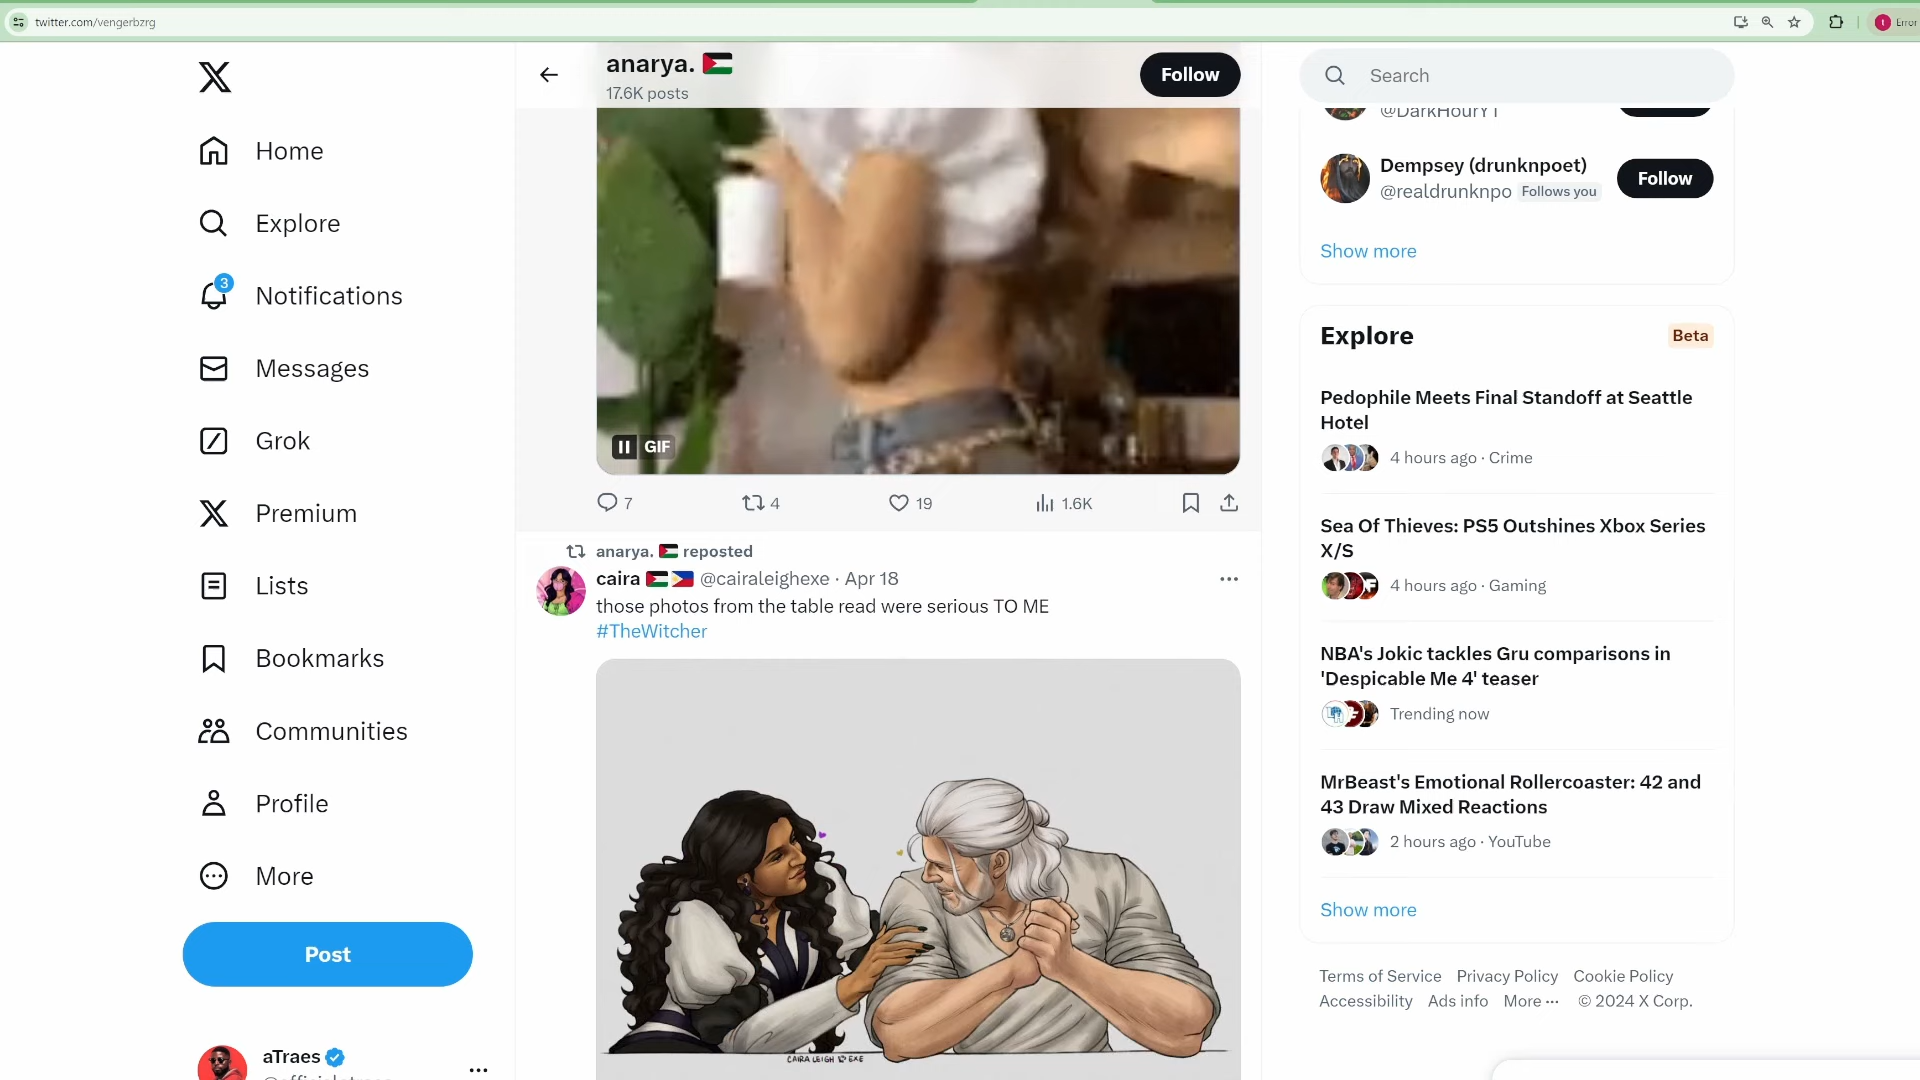 twitter.com/vengerbzrg
Error
Home
Explore
3
Notifications
Messages
Grok
Premium
Lists
Bookmarks
Communities
Profile
More
Post
aTraes
anarya.
17.6K posts
Follow
GIF
7
4
19
1.6K
anarya. reposted
caira @cairaleighexe · Apr 18
those photos from the table read were serious TO ME
#TheWitcher
CAIRA LEIGH EXE
Search
@DarkHourYT
Dempsey (drunknpoet)
@realdrunknpo Follows you
Follow
Show more
Explore
Beta
Pedophile Meets Final Standoff at Seattle
Hotel
4 hours ago · Crime
Sea Of Thieves: PS5 Outshines Xbox Series
X/S
4 hours ago · Gaming
NBA's Jokic tackles Gru comparisons in
'Despicable Me 4' teaser
Trending now
MrBeast's Emotional Rollercoaster: 42 and
43 Draw Mixed Reactions
2 hours ago · YouTube
Show more
Terms of Service Privacy Policy Cookie Policy
Accessibility Ads info More ··· © 2024 X Corp.